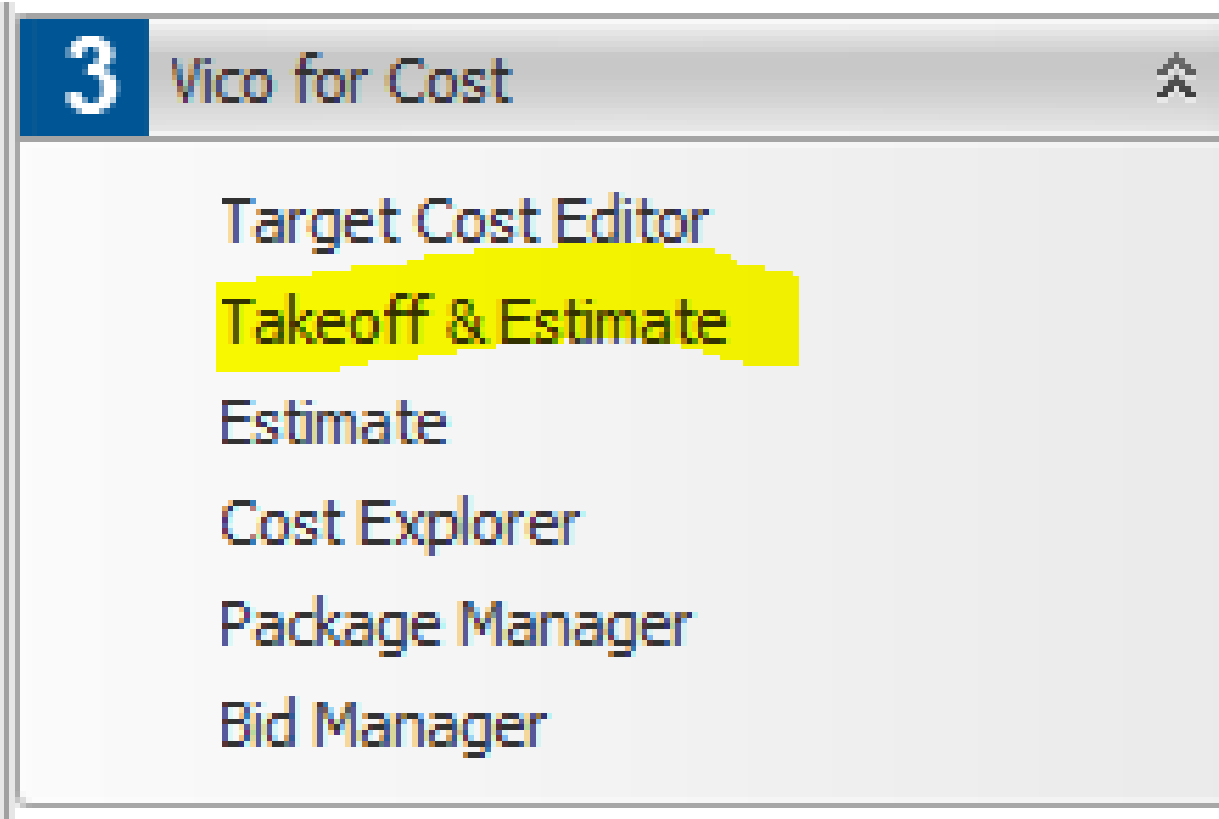 3 Vico for Cost
Target Cost Editor
Takeoff & Estimate
Estimate
Cost Explorer
Package Manager
Bid Manager